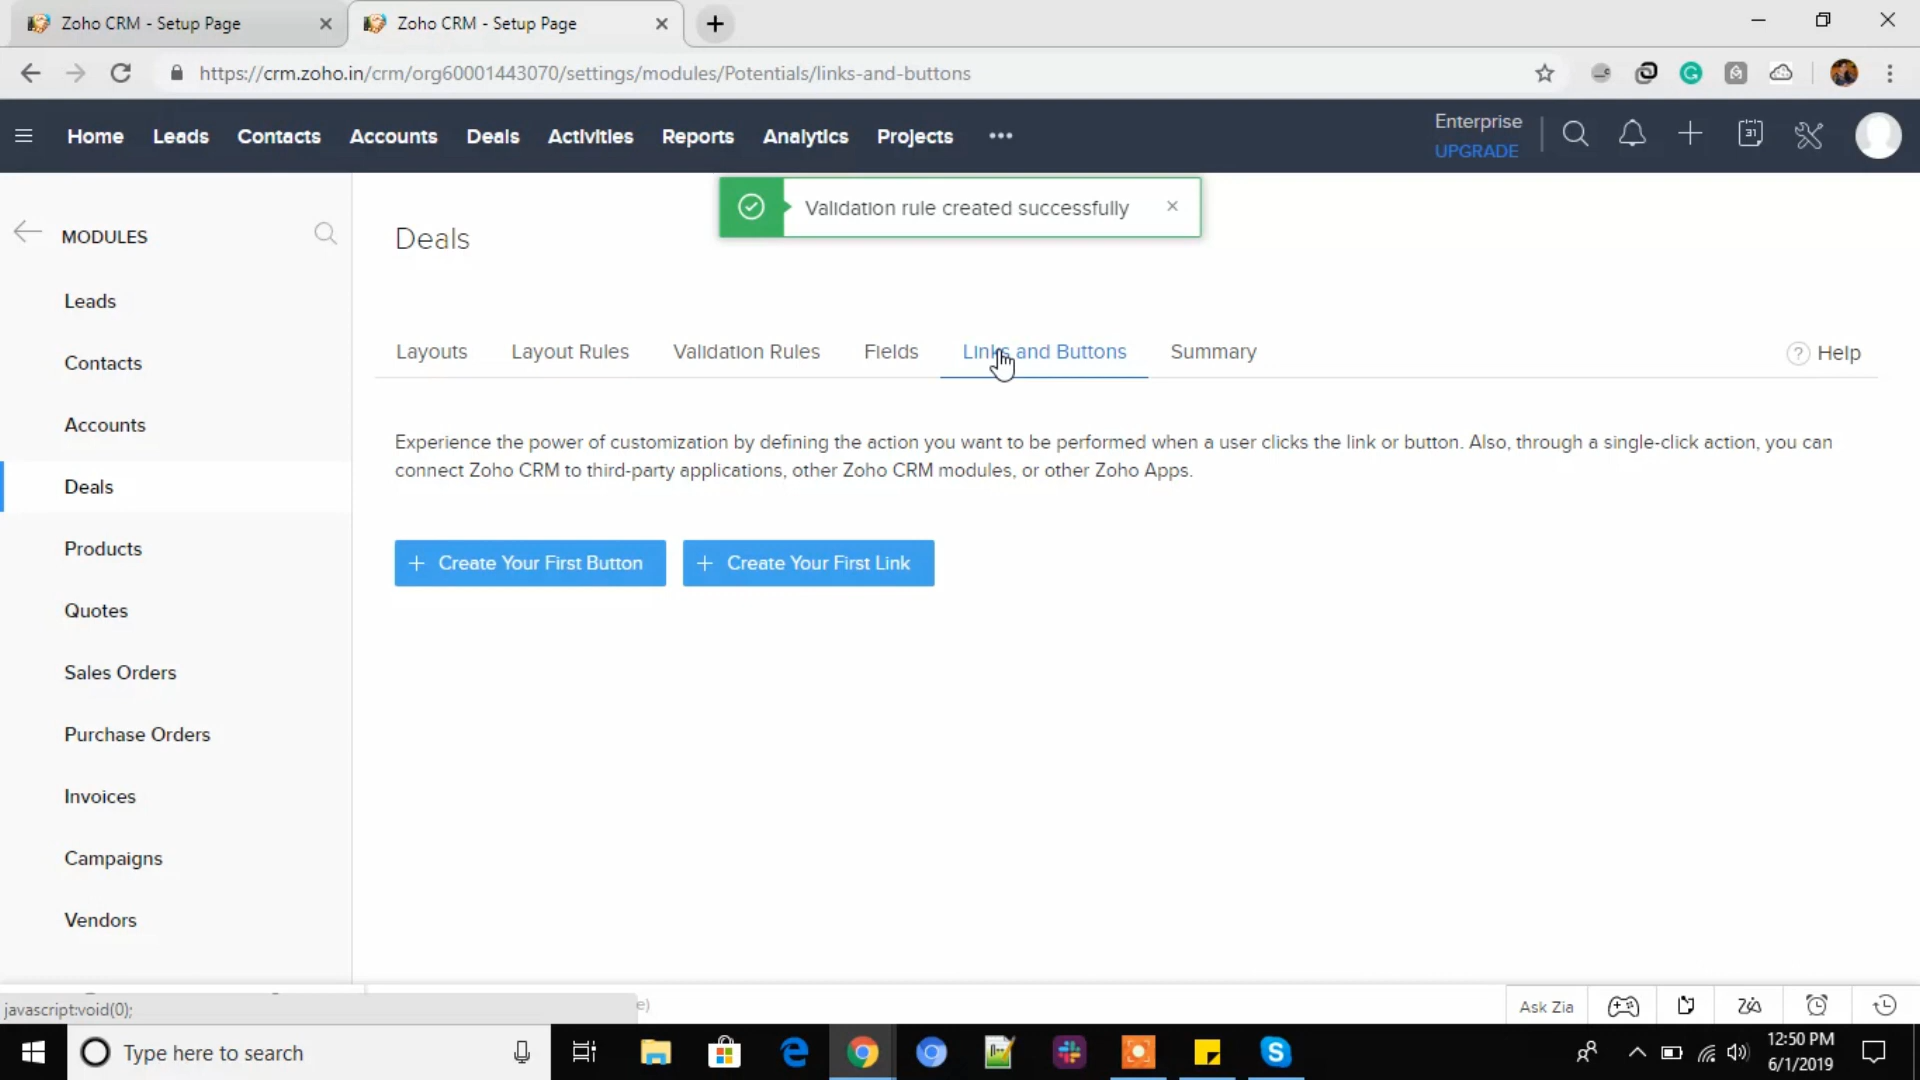 Zoho CRM - Setup Page
Zoho CRM - Setup Page
https://crm.zoho.in/crm/org60001443070/settings/modules/Potentials/links-and-buttons
Home Leads Contacts Accounts Deals Activities Reports Analytics Projects •••
Enterprise
UPGRADE
31
MODULES
Leads
Contacts
Accounts
Deals
Products
Quotes
Sales Orders
Purchase Orders
Invoices
Campaigns
Vendors
Validation rule created successfully
Deals
Layouts Layout Rules Validation Rules Fields Links and Buttons Summary
? Help
Experience the power of customization by defining the action you want to be performed when a user clicks the link or button. Also, through a single-click action, you can
connect Zoho CRM to third-party applications, other Zoho CRM modules, or other Zoho Apps.
+ Create Your First Button
+ Create Your First Link
javascript:void(0);
e)
Ask Zia
Type here to search
12:50 PM
6/1/2019